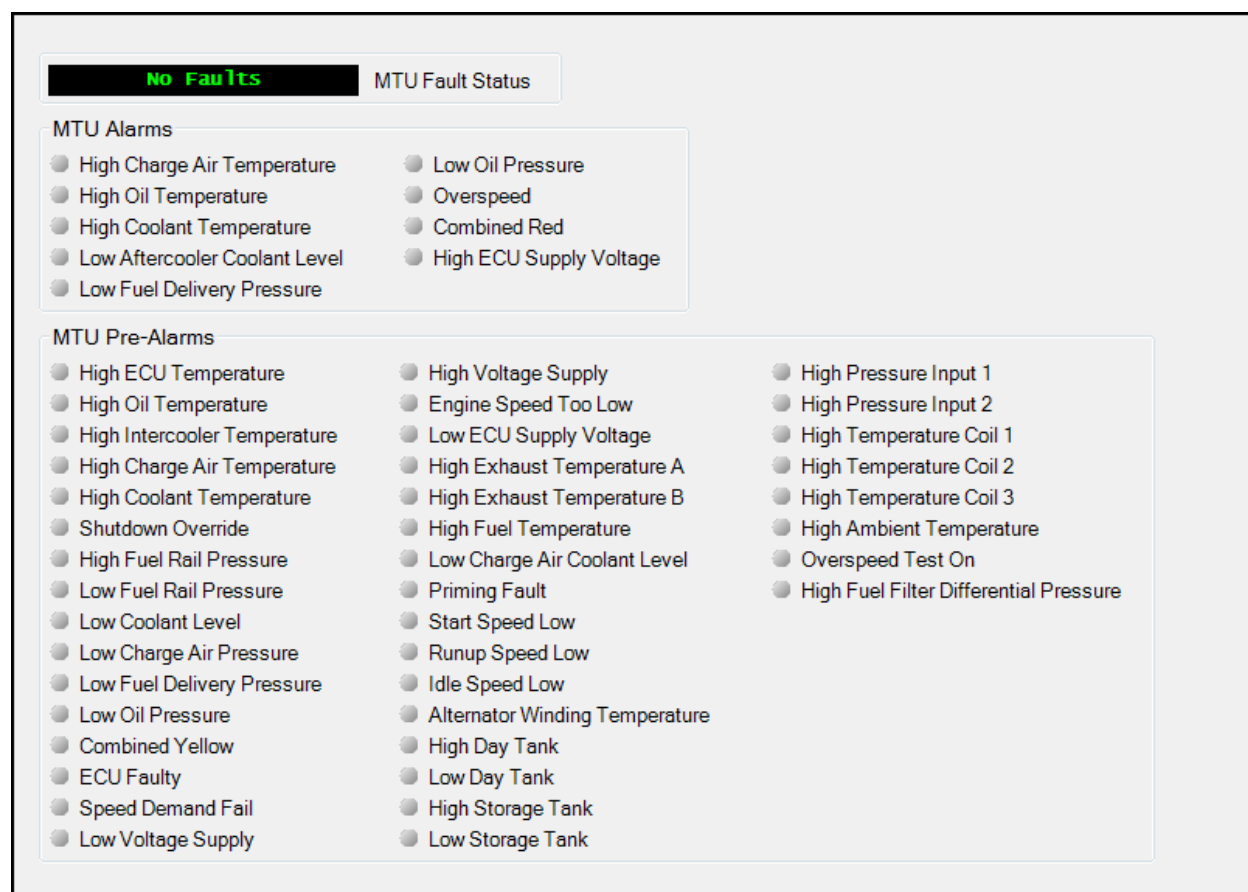 No Faults MTU Fault Status
MTU Alarms
High Charge Air Temperature
High Oil Temperature
High Coolant Temperature
Low Aftercooler Coolant Level
Low Fuel Delivery Pressure
Low Oil Pressure
Overspeed
Combined Red
High ECU Supply Voltage
MTU Pre-Alarms
High ECU Temperature
High Oil Temperature
High Intercooler Temperature
High Charge Air Temperature
High Coolant Temperature
Shutdown Override
High Fuel Rail Pressure
Low Fuel Rail Pressure
Low Coolant Level
Low Charge Air Pressure
Low Fuel Delivery Pressure
Low Oil Pressure
Combined Yellow
ECU Faulty
Speed Demand Fail
Low Voltage Supply
High Voltage Supply
Engine Speed Too Low
Low ECU Supply Voltage
High Exhaust Temperature A
High Exhaust Temperature B
High Fuel Temperature
Low Charge Air Coolant Level
Priming Fault
Start Speed Low
Runup Speed Low
Idle Speed Low
Alternator Winding Temperature
High Day Tank
Low Day Tank
High Storage Tank
Low Storage Tank
High Pressure Input 1
High Pressure Input 2
High Temperature Coil 1
High Temperature Coil 2
High Temperature Coil 3
High Ambient Temperature
Overspeed Test On
High Fuel Filter Differential Pressure